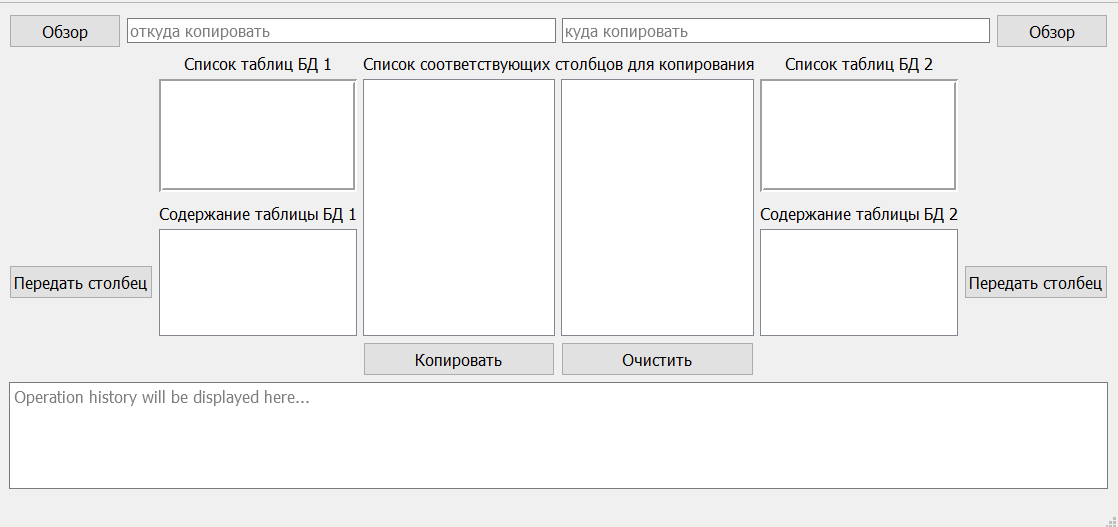 Обзор
откуда копировать
куда копировать
Обзор
Список таблиц БД 1
Список соответствующих столбцов для копирования
Список таблиц БД 2
Содержание таблицы БД 1
Содержание таблицы БД 2
Передать столбец
Передать столбец
Копировать
Очистить
Operation history will be displayed here...